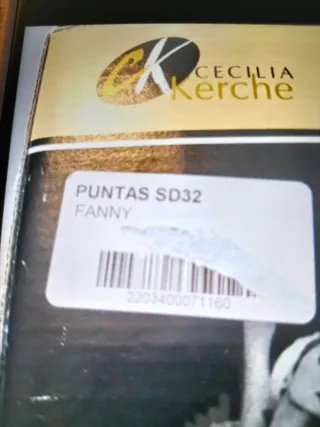 CK
CECILIA
Kerche
PUNTAS SD32
FANNY
2203400071160